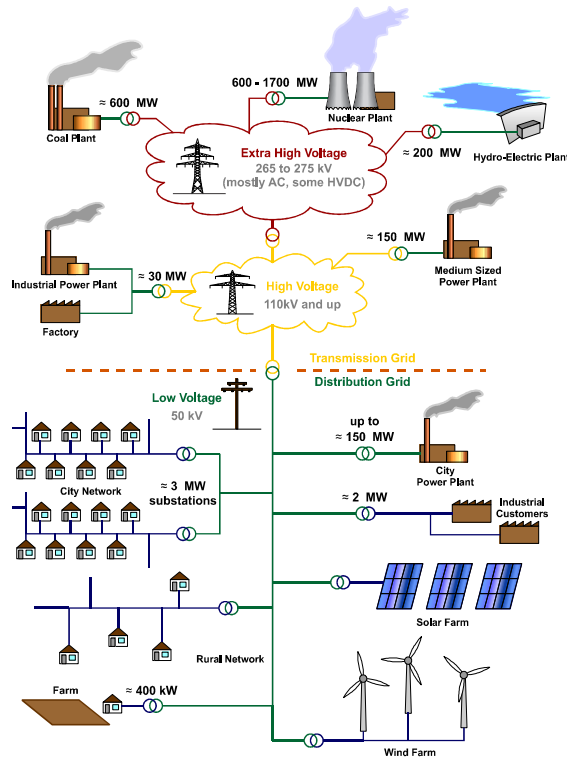 600 - 1700 MW
≈ 600 MW
Nuclear Plant
Coal Plant
Extra High Voltage
265 to 275 kV
(mostly AC, some HVDC)
≈ 200 MW
Hydro-Electric Plant
≈ 150 MW
Industrial Power Plant
≈ 30 MW
High Voltage
110kV and up
Medium Sized
Power Plant
Factory
Transmission Grid
Distribution Grid
Low Voltage
50 kV
up to
≈ 150 MW
City
Power Plant
City Network
≈ 3 MW
substations
≈ 2 MW
Industrial
Customers
Solar Farm
Rural Network
Farm
≈ 400 kW
Wind Farm